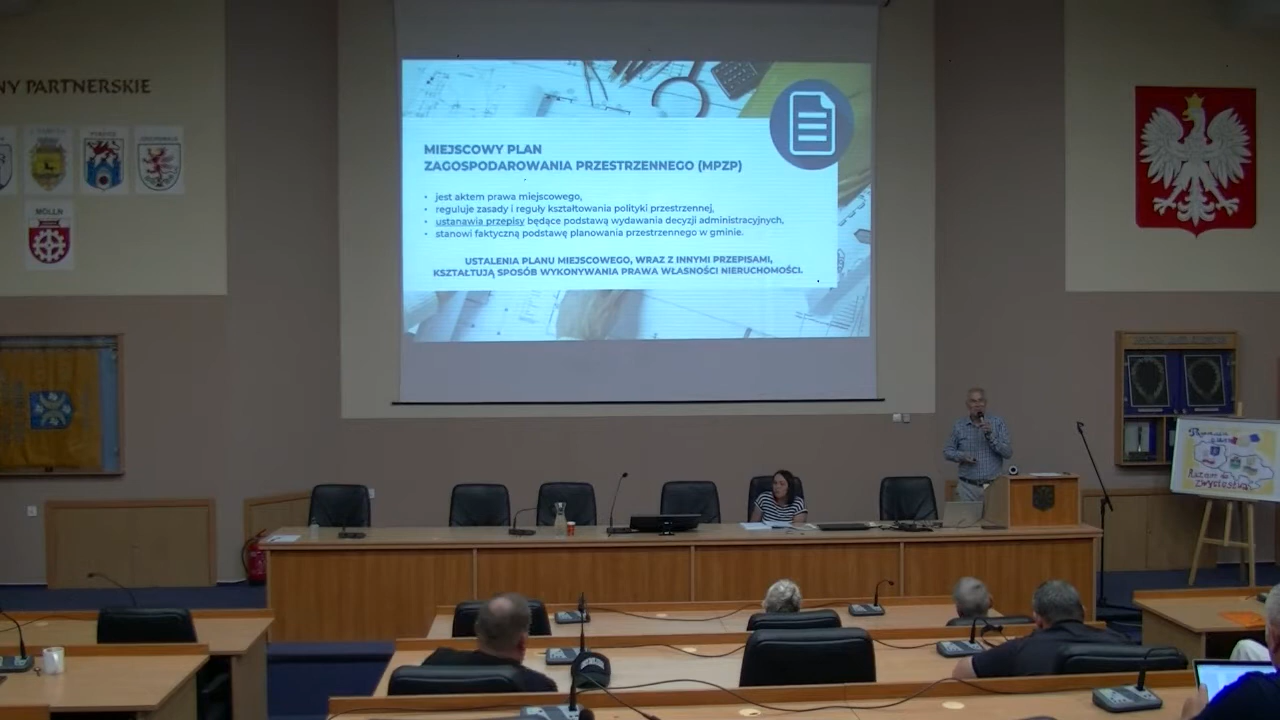 NY PARTNERSKIE
MÖLLN
MIEJSCOWY PLAN
ZAGOSPODAROWANIA PRZESTRZENNEGO (MPZP)
• jest aktem prawa miejscowego,
• reguluje zasady i reguły kształtowania polityki przestrzennej,
• ustanawia przepisy będące podstawą wydawania decyzji administracyjnych,
• stanowi faktyczną podstawę planowania przestrzennego w gminie.
USTALENIA PLANU MIEJSCOWEGO, WRAZ Z INNYMI PRZEPISAMI,
KSZTAŁTUJĄ SPOSÓB WYKONYWANIA PRAWA WŁASNOŚCI NIERUCHOMOŚCI.
Razem do
zwycięstwa